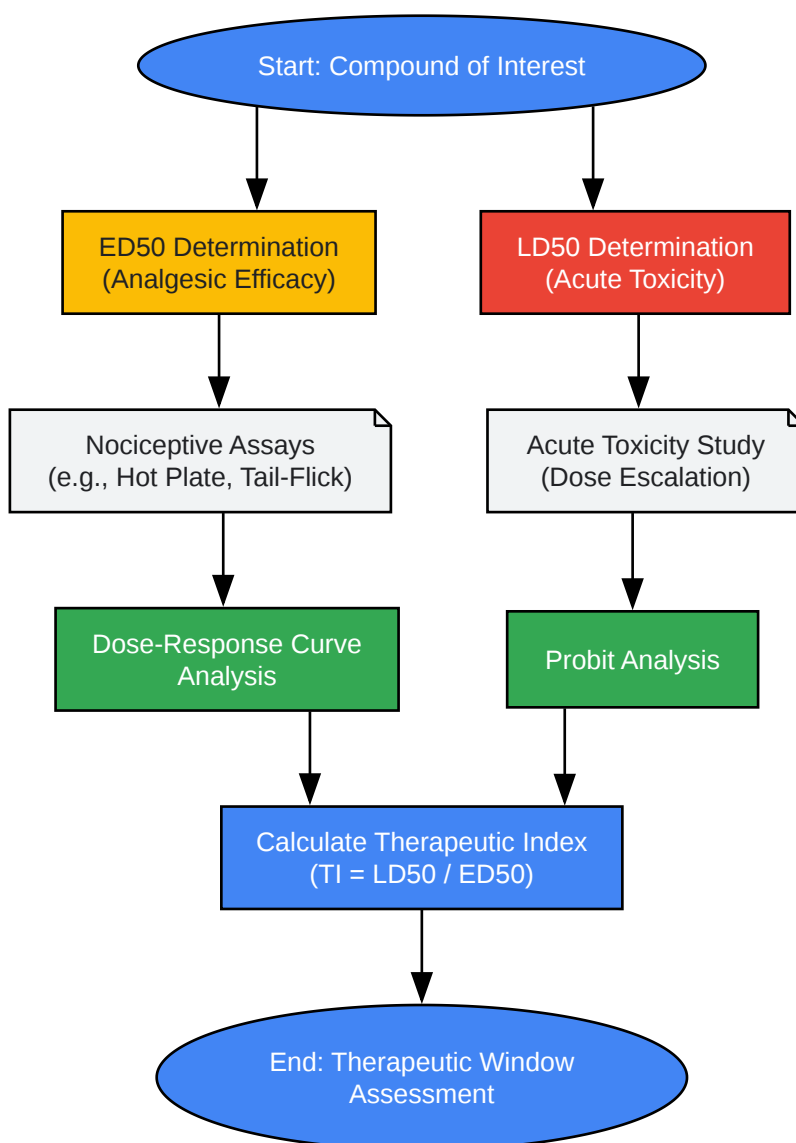 Start: Compound of Interest
ED50 Determination
(Analgesic Efficacy)
LD50 Determination
(Acute Toxicity)
Nociceptive Assays
(e.g., Hot Plate, Tail-Flick)
Acute Toxicity Study
(Dose Escalation)
Dose-Response Curve
Analysis
Probit Analysis
Calculate Therapeutic Index
(TI = LD50 / ED50)
End: Therapeutic Window
Assessment